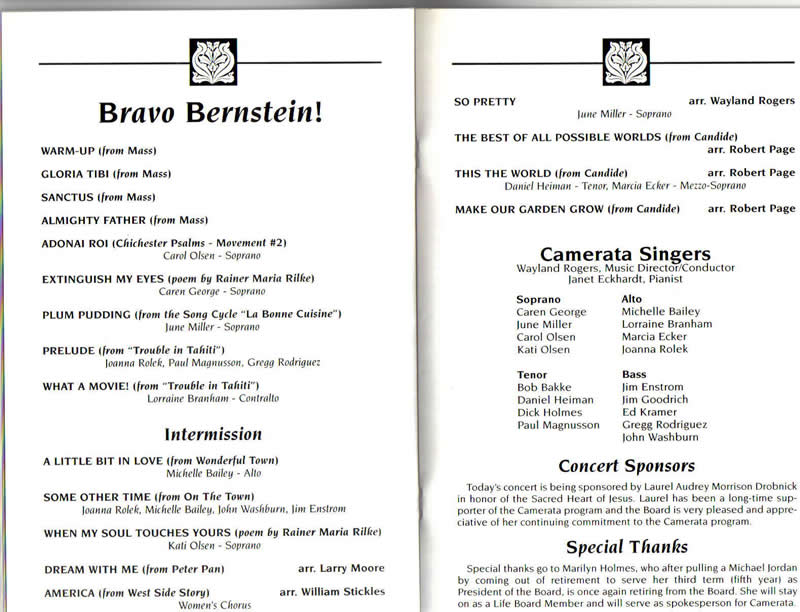 Bravo Bernstein!
WARM-UP (from Mass)
GLORIA TIBI (from Mass)
SANCTUS (from Mass)
ALMIGHTY FATHER (from Mass)
ADONAI ROI (Chichester Psalms - Movement #2)
Carol Olsen - Soprano
EXTINGUISH MY EYES (poem by Rainer Maria Rilke)
Caren George - Soprano
PLUM PUDDING (from the Song Cycle "La Bonne Cuisine")
June Miller - Soprano
PRELUDE (from "Trouble in Tahiti")
Joanna Rolek, Paul Magnusson, Gregg Rodriguez
WHAT A MOVIE! (from "Trouble in Tahiti")
Lorraine Branham - Contralto
Intermission
A LITTLE BIT IN LOVE (from Wonderful Town)
Michelle Bailey - Alto
SOME OTHER TIME (from On The Town)
Joanna Rolek, Michelle Bailey, John Washburn, Jim Enstrom
WHEN MY SOUL TOUCHES YOURS (poem by Rainer Maria Rilke)
Kati Olsen - Soprano
DREAM WITH ME (from Peter Pan) arr. Larry Moore
AMERICA (from West Side Story) arr. William Stickles
Women's Chorus
SO PRETTY arr. Wayland Rogers
June Miller - Soprano
THE BEST OF ALL POSSIBLE WORLDS (from Candide)
arr. Robert Page
THIS THE WORLD (from Candide) arr. Robert Page
Daniel Heiman - Tenor, Marcia Ecker - Mezzo-Soprano
MAKE OUR GARDEN GROW (from Candide) arr. Robert Page
Camerata Singers
Wayland Rogers, Music Director/Conductor
Janet Eckhardt, Pianist
Soprano Alto
Caren George Michelle Bailey
June Miller Lorraine Branham
Carol Olsen Marcia Ecker
Kati Olsen Joanna Rolek
Tenor Bass
Bob Bakke Jim Enstrom
Daniel Heiman Jim Goodrich
Dick Holmes Ed Kramer
Paul Magnusson Gregg Rodriguez
John Washburn
Concert Sponsors
Today's concert is being sponsored by Laurel Audrey Morrison Drobnick
in honor of the Sacred Heart of Jesus. Laurel has been a long-time sup-
porter of the Camerata program and the Board is very pleased and appre-
ciative of her continuing commitment to the Camerata program.
Special Thanks
Special thanks go to Marilyn Holmes, who after pulling a Michael Jordan
by coming out of retirement to serve her third term (fifth year) as
President of the Board, is once again retiring from the Board. She will stay
on as a Life Board Member and will serve as spokesperson for Camerata.